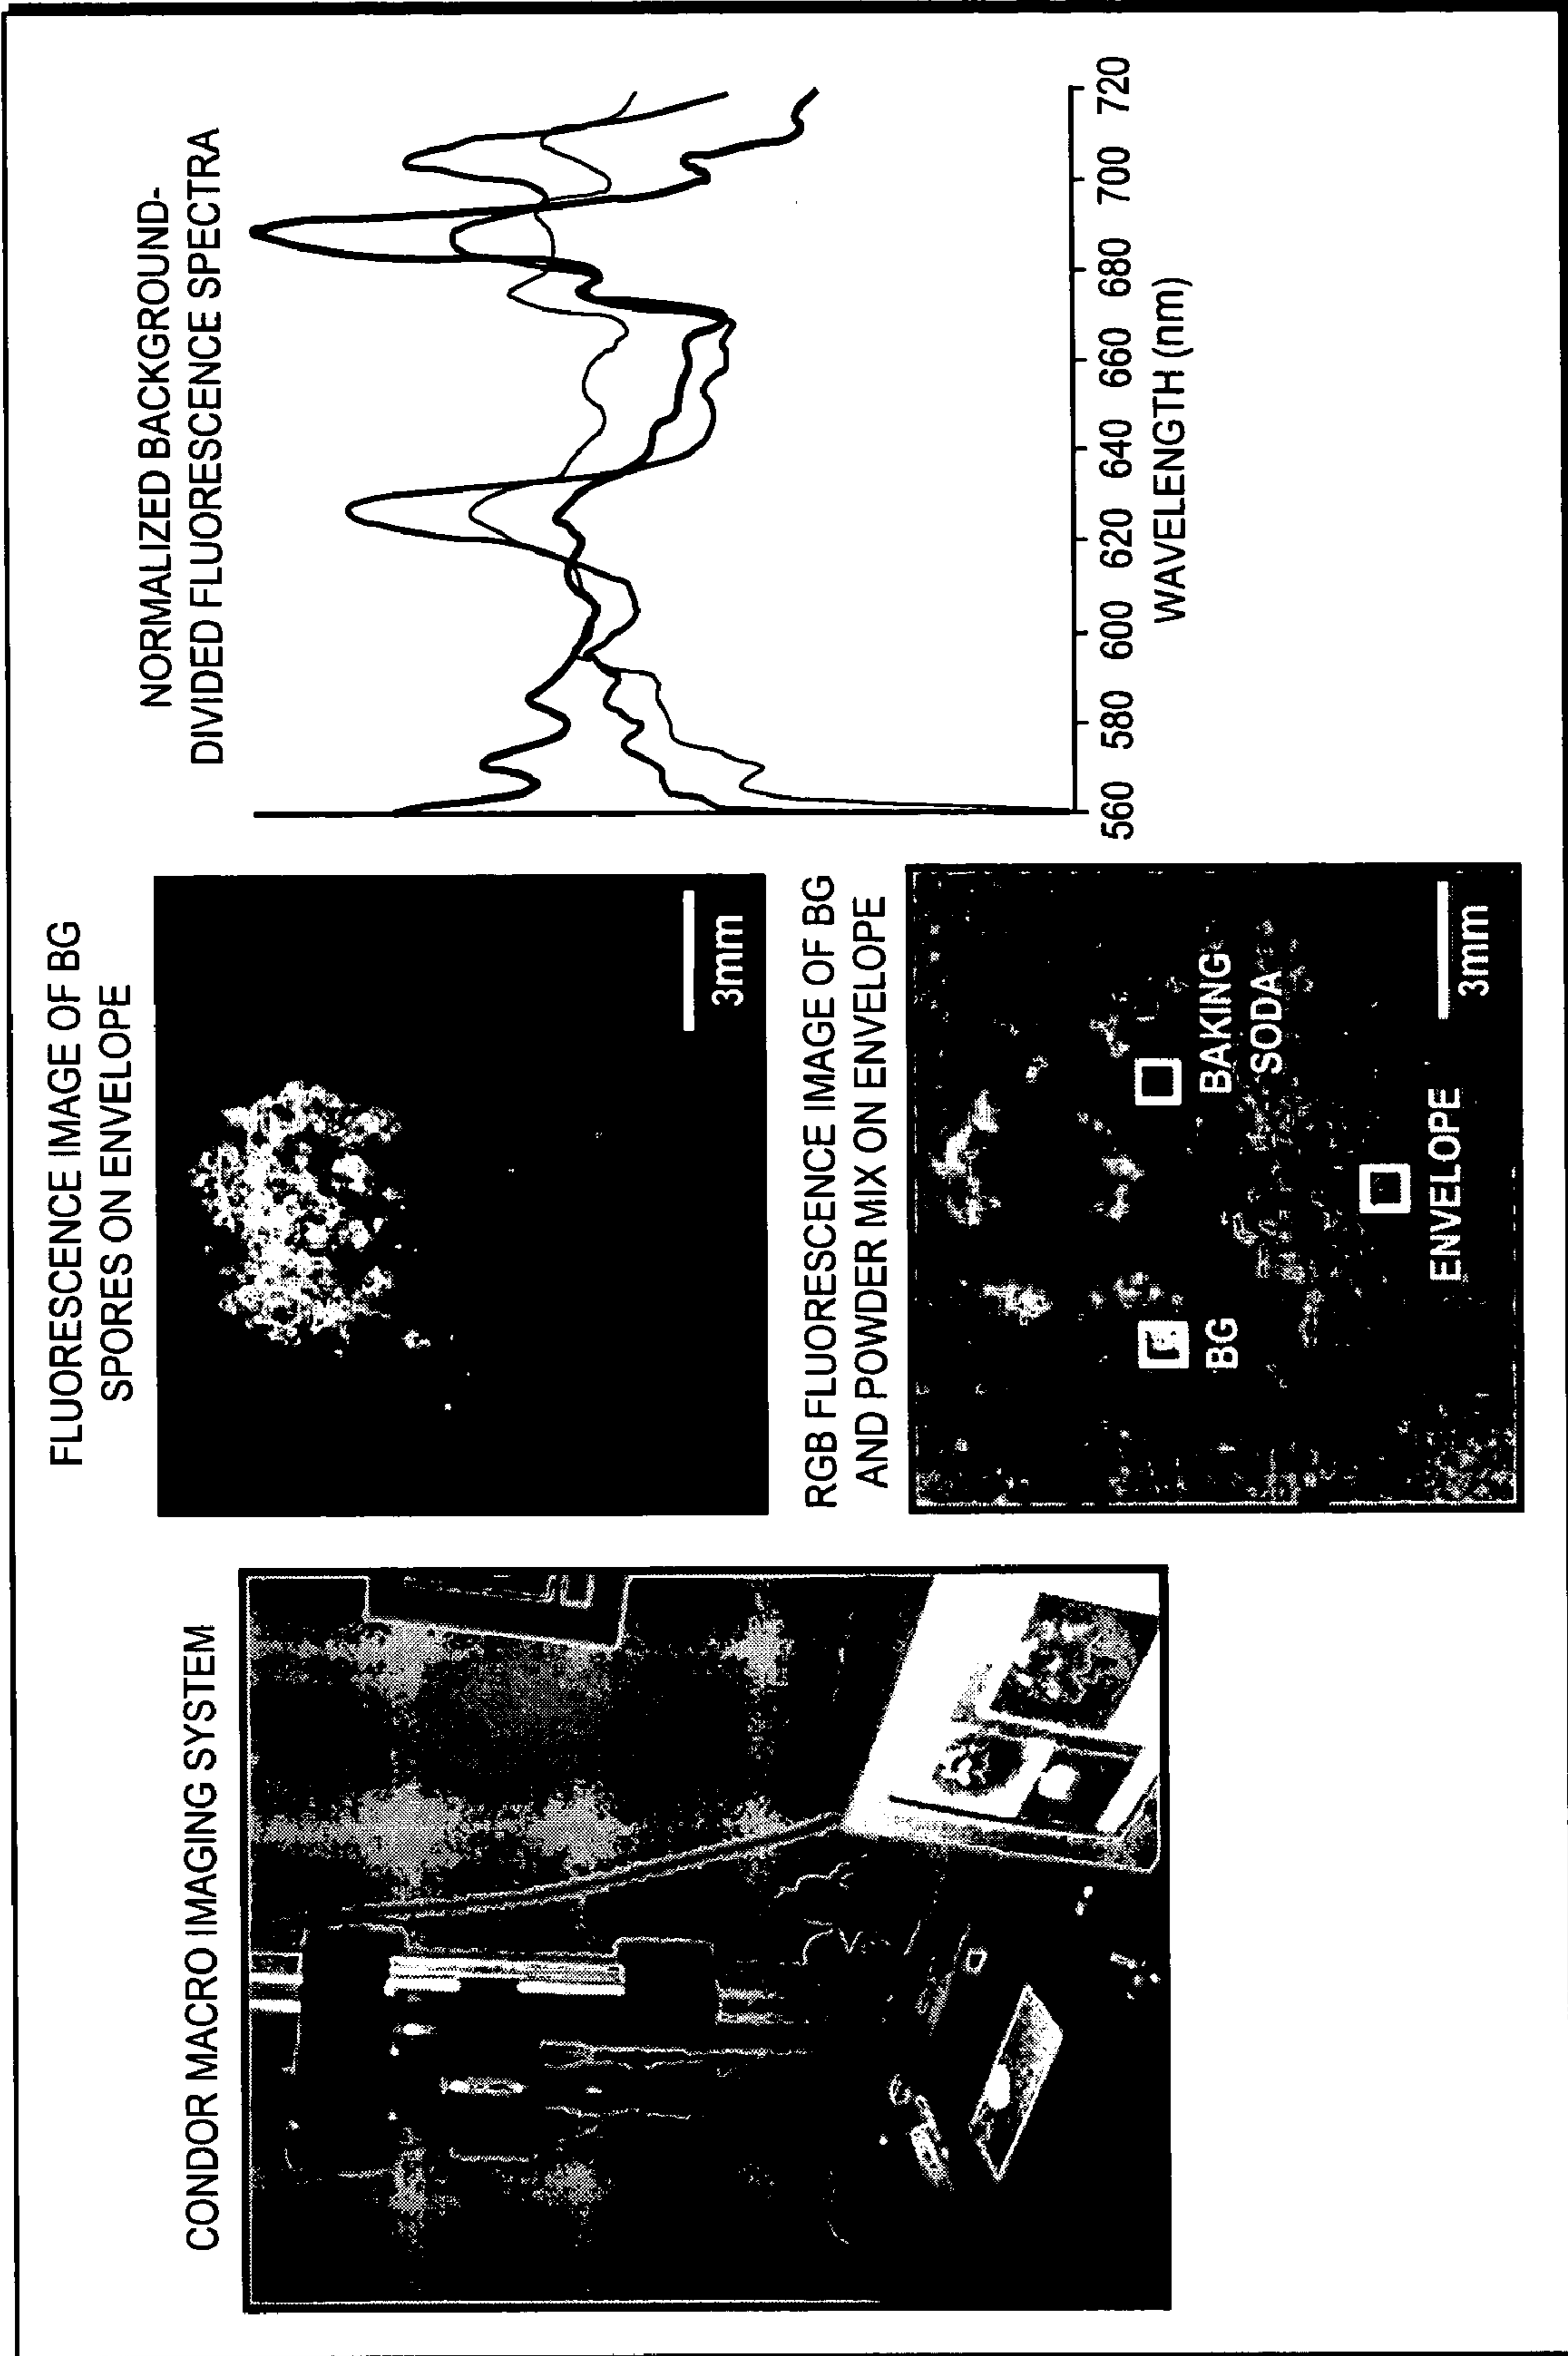 CONDOR MACRO IMAGING SYSTEM
FLUORESCENCE IMAGE OF BG
SPORES ON ENVELOPE
3mm
RGB FLUORESCENCE IMAGE OF BG
AND POWDER MIX ON ENVELOPE
BG
BAKING
SODA
ENVELOPE
3mm
NORMALIZED BACKGROUND-
DIVIDED FLUORESCENCE SPECTRA
560 580 600 620 640 660 680 700 720
WAVELENGTH (nm)